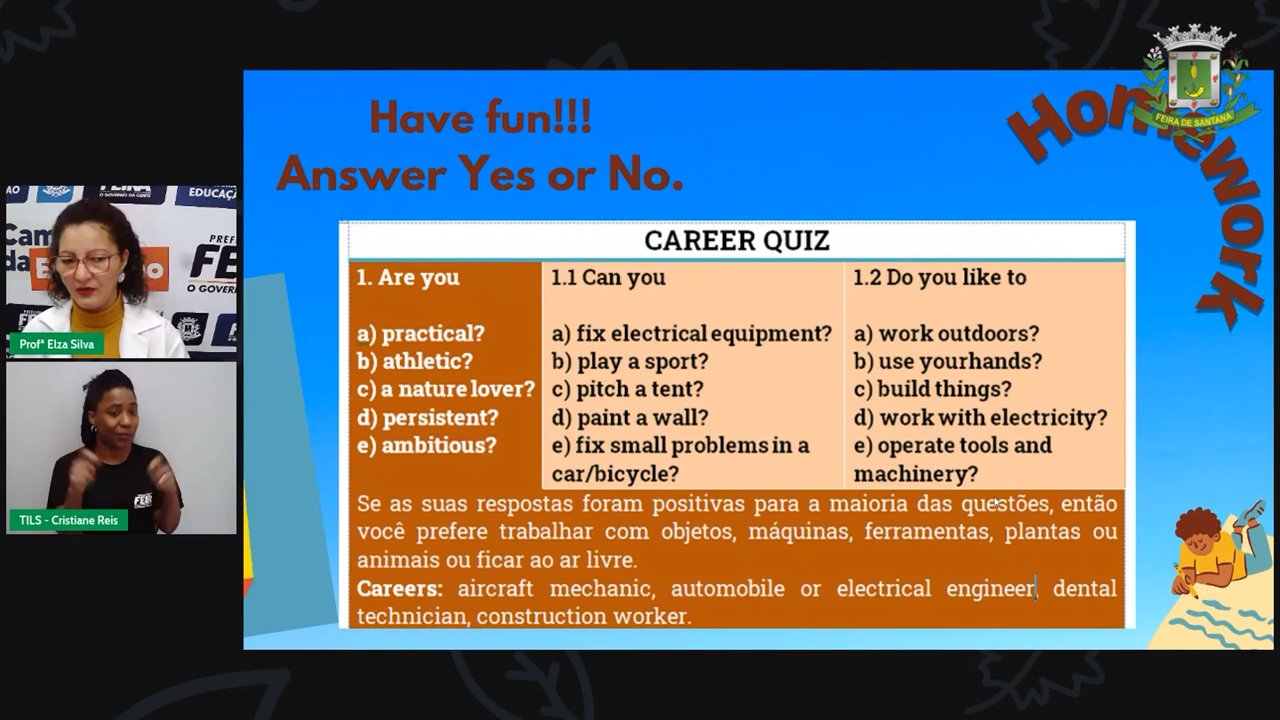 Have fun!!!
Answer Yes or No.
Homework
FEIRA DE SANTANA
CAREER QUIZ
1. Are you
a) practical?
b) athletic?
c) a nature lover?
d) persistent?
e) ambitious?
1.1 Can you
a) fix electrical equipment?
b) play a sport?
c) pitch a tent?
d) paint a wall?
e) fix small problems in a
car/bicycle?
1.2 Do you like to
a) work outdoors?
b) use yourhands?
c) build things?
d) work with electricity?
e) operate tools and
machinery?
Se as suas respostas foram positivas para a maioria das questões, então
você prefere trabalhar com objetos, máquinas, ferramentas, plantas ou
animais ou ficar ao ar livre.
Careers: aircraft mechanic, automobile or electrical engineer, dental
technician, construction worker.
EDUCAÇ
FE
O GOVERN
Profª Elza Silva
TILS - Cristiane Reis